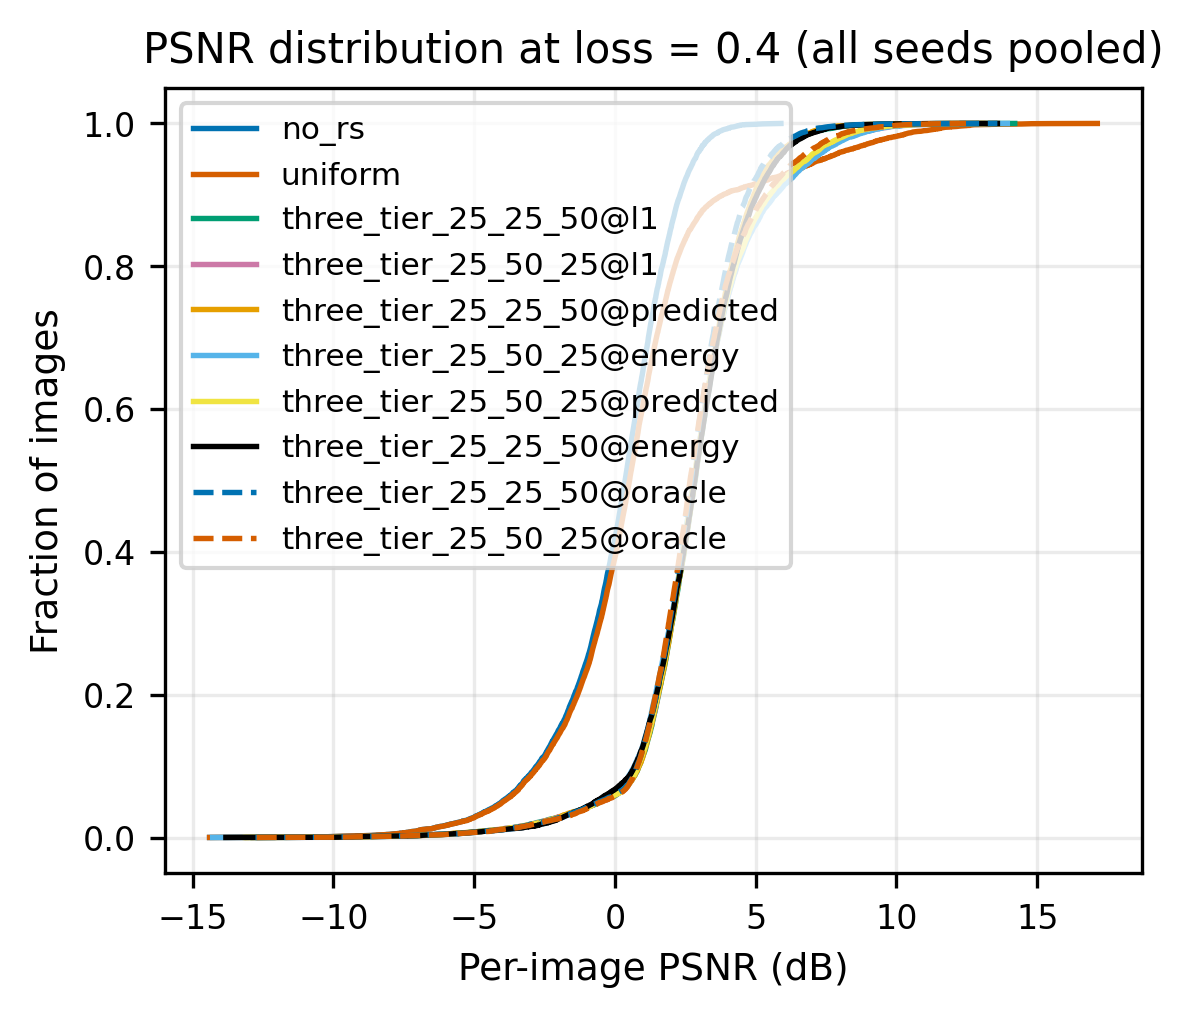 PSNR distribution at loss = 0.4 (all seeds pooled)
1.0
0.8
0.6
0.4
0.2
0.0
Fraction of images
no_rs
uniform
three_tier_25_25_50@l1
three_tier_25_50_25@l1
three_tier_25_25_50@predicted
three_tier_25_50_25@energy
three_tier_25_50_25@predicted
three_tier_25_25_50@energy
three_tier_25_25_50@oracle
three_tier_25_50_25@oracle
−15 −10 −5 0 5 10 15
Per-image PSNR (dB)